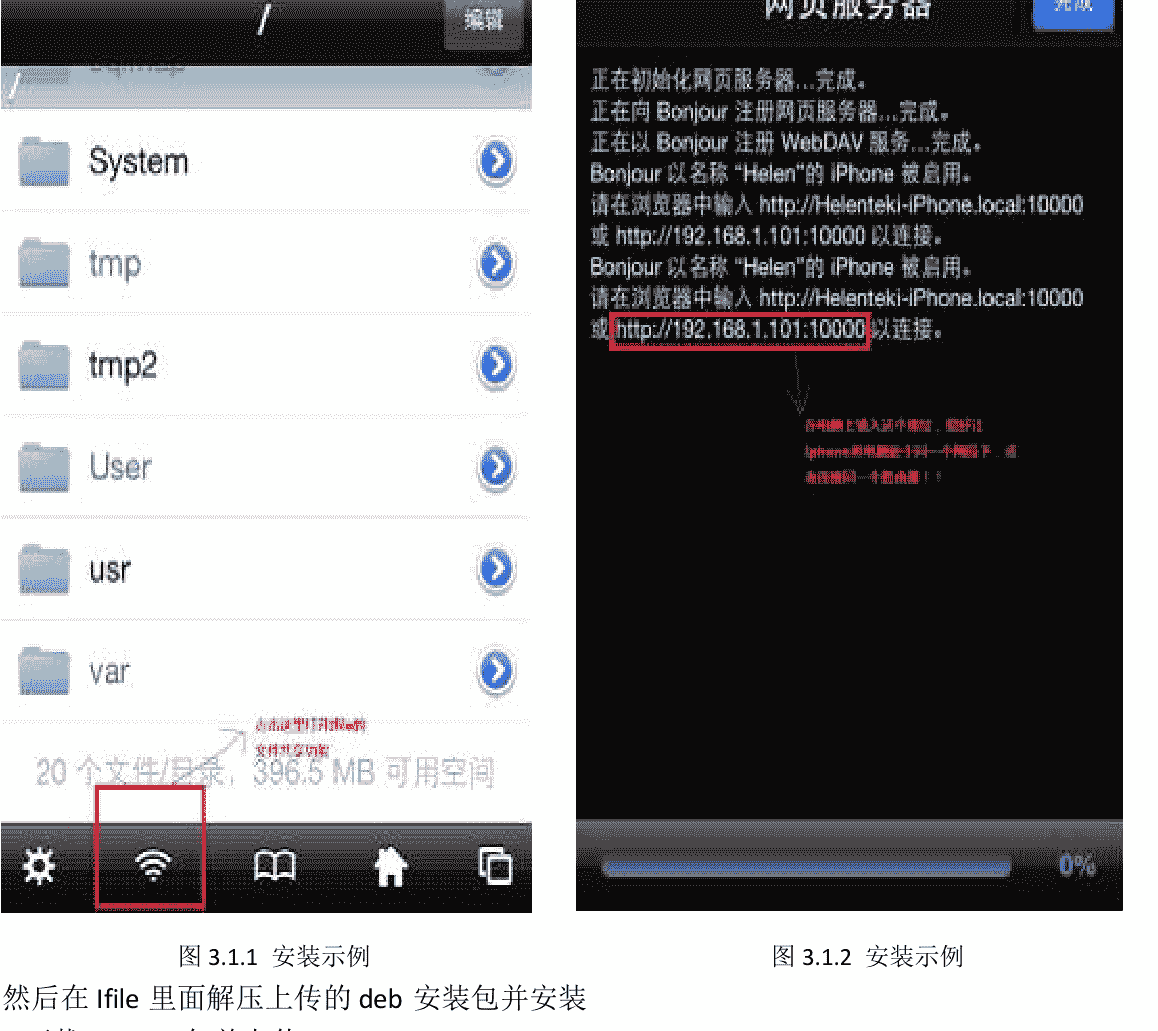 /
编辑
/
System
tmp
tmp2
User
usr
var
文件共享功能
20 个文件/目录，396.5 MB 可用空间
图 3.1.1 安装示例
网页服务器
完成
正在初始化网页服务器...完成。
正在向 Bonjour 注册网页服务器...完成。
正在以 Bonjour 注册 WebDAV 服务...完成。
Bonjour 以名称 “Helen”的 iPhone 被启用。
请在浏览器中输入 http://Helenteki-iPhone.local:10000
或 http://192.168.1.101:10000 以连接。
Bonjour 以名称 “Helen”的 iPhone 被启用。
请在浏览器中输入 http://Helenteki-iPhone.local:10000
或 http://192.168.1.101:10000 以连接。
0%
图 3.1.2 安装示例
然后在 Ifile 里面解压上传的 deb 安装包并安装